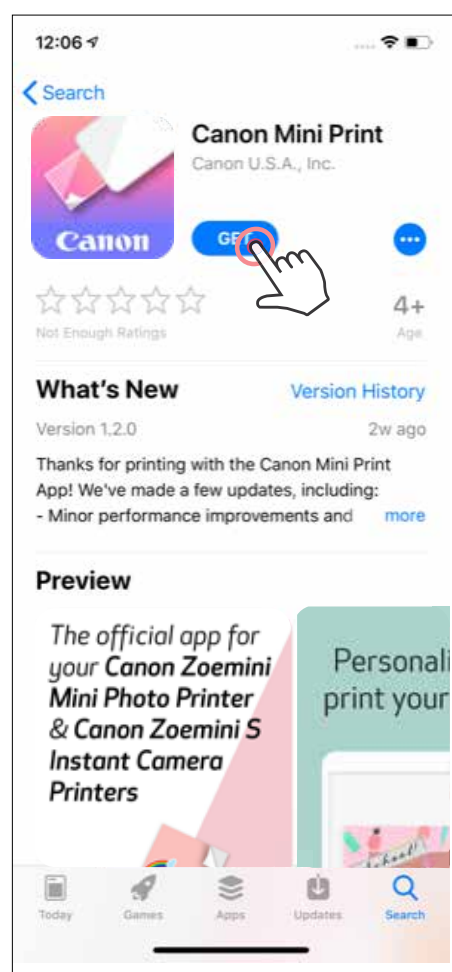 12:06
Search
Canon Mini Print
Canon U.S.A., Inc.
Canon
GET
4+
Not Enough Ratings
Age
What's New
Version History
Version 1.2.0
2w ago
Thanks for printing with the Canon Mini Print
App! We've made a few updates, including:
- Minor performance improvements and more
Preview
The official app for
your Canon Zoemini
Mini Photo Printer
& Canon Zoemini S
Instant Camera
Printers
Personali
print your
school!
Today
Games
Apps
Updates
Search